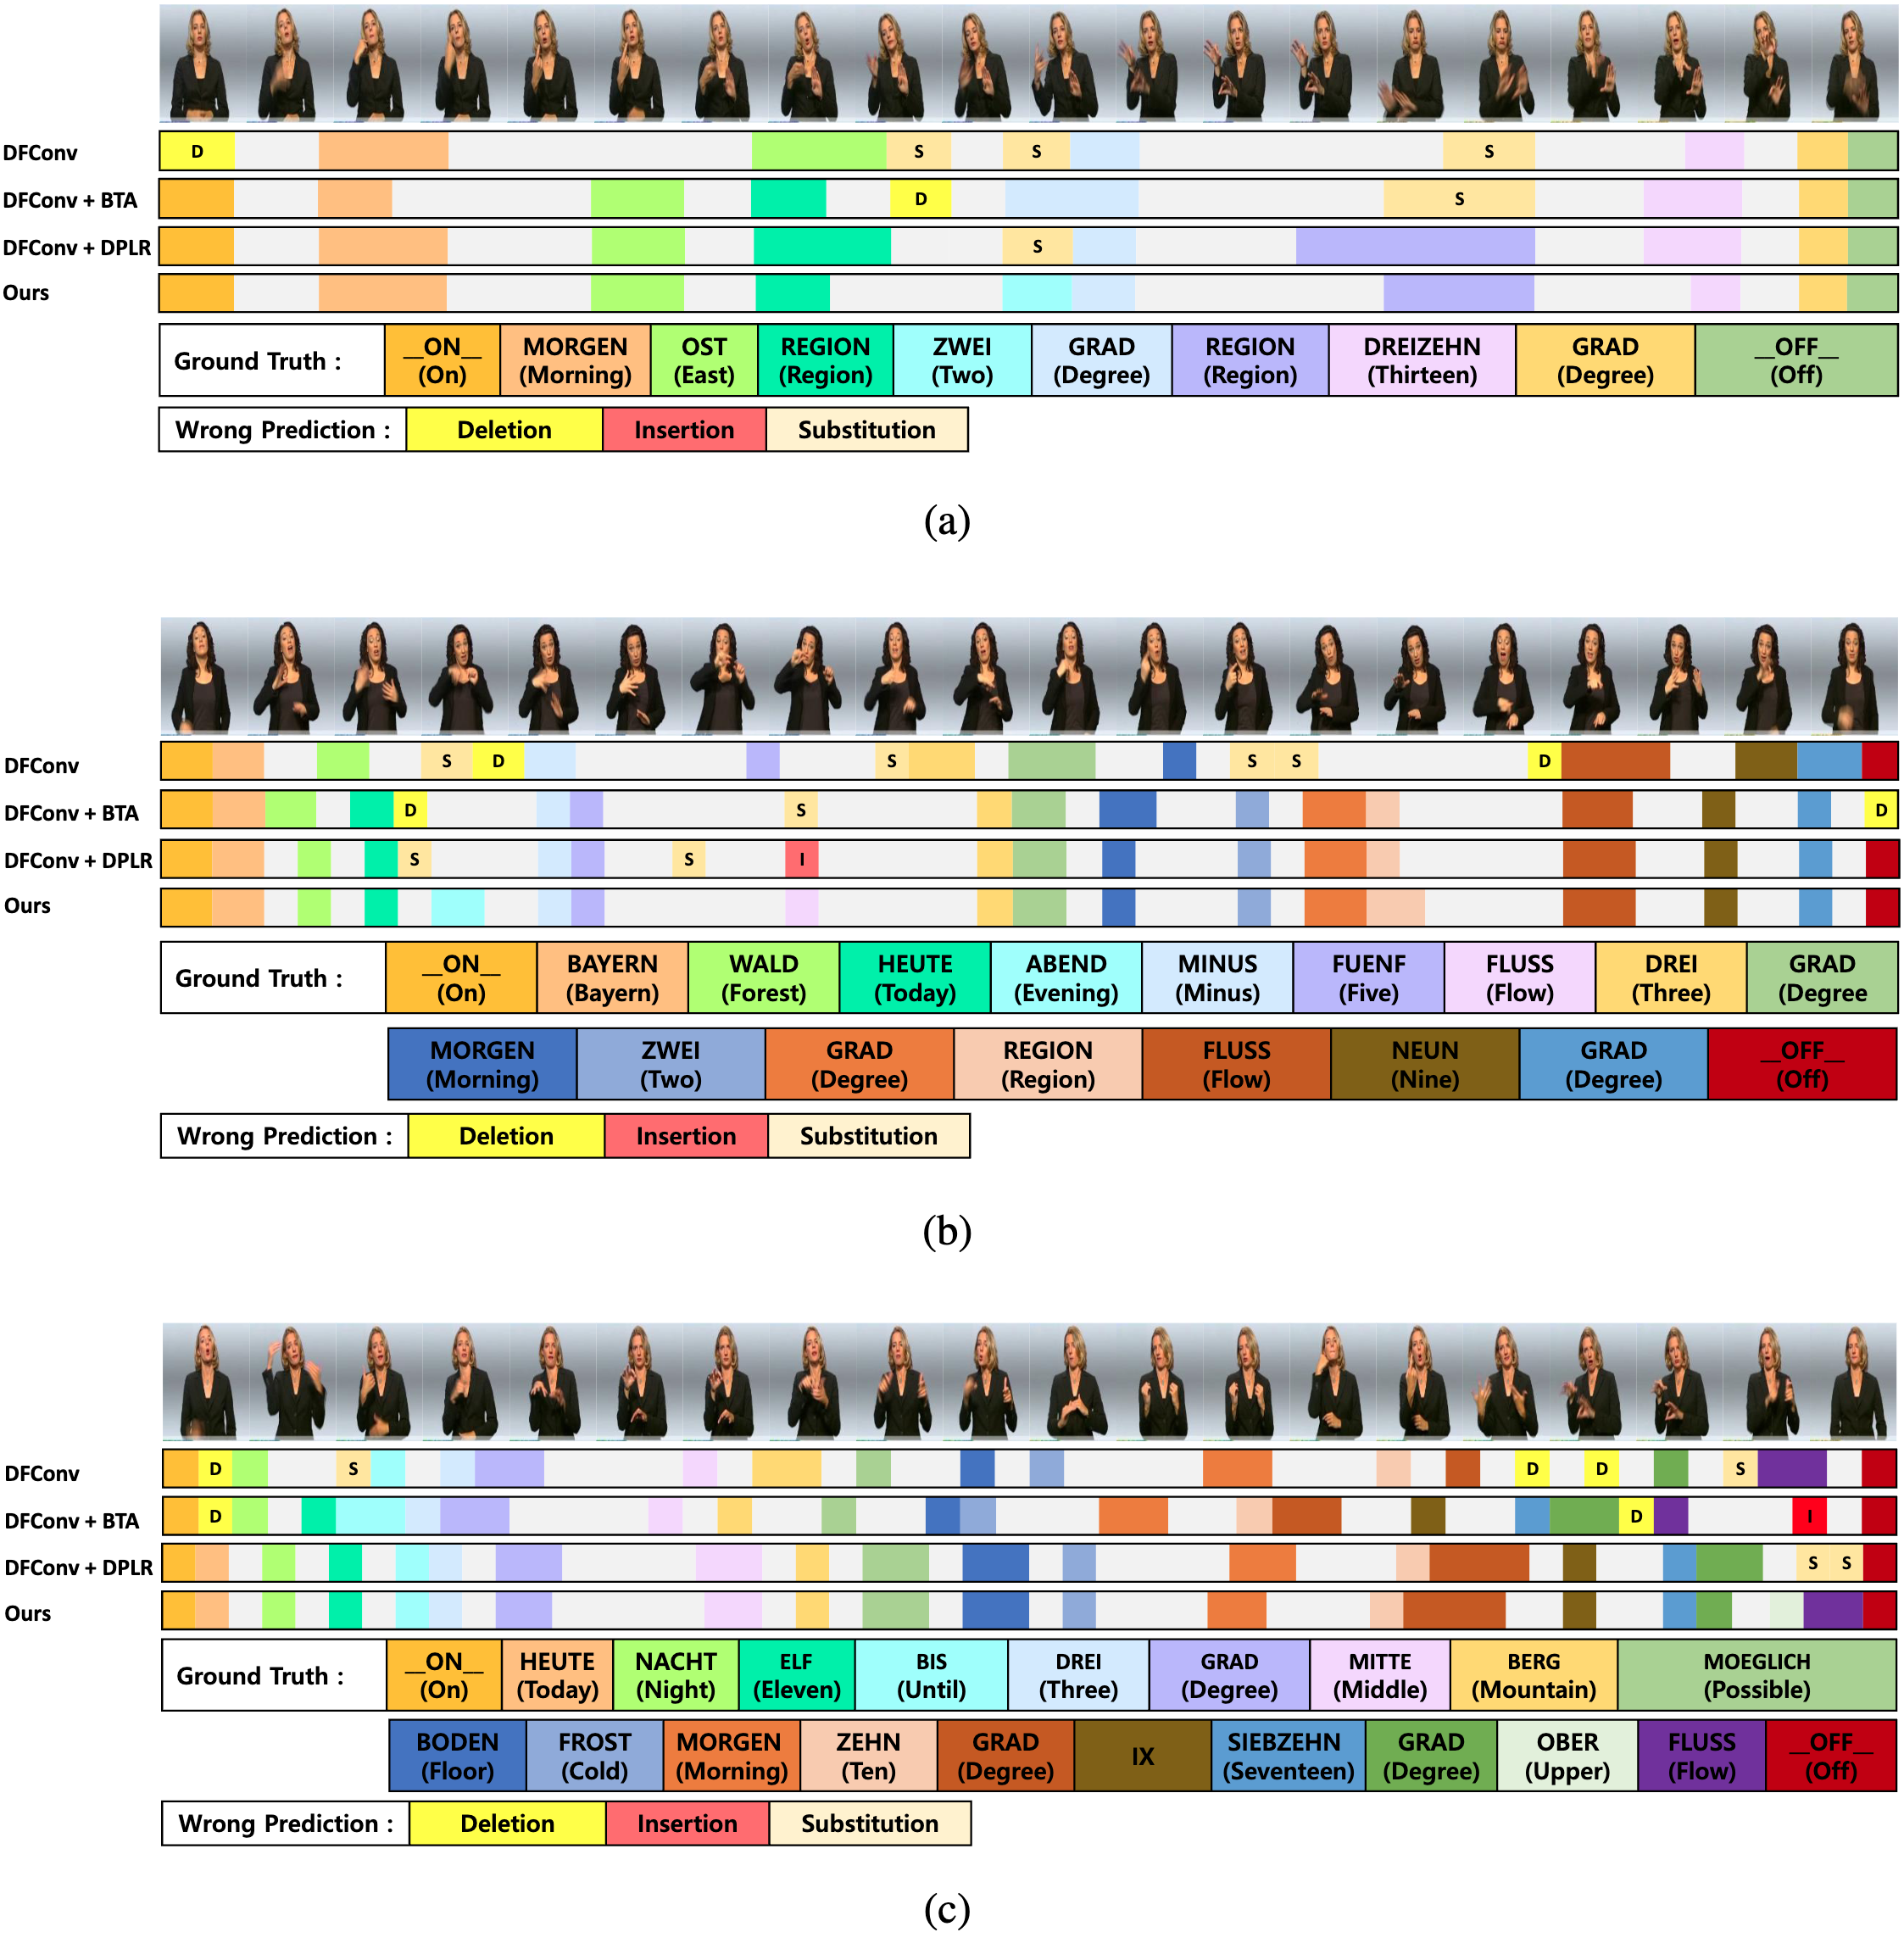 DFConv D S S S
DFConv + BTA D S
DFConv + DPLR S
Ours
Ground Truth : __ON__ MORGEN OST REGION ZWEI GRAD REGION DREIZEHN GRAD __OFF__
(On) (Morning) (East) (Region) (Two) (Degree) (Region) (Thirteen) (Degree) (Off)
Wrong Prediction : Deletion Insertion Substitution
(a)
DFConv S D S S S D
DFConv + BTA D S D
DFConv + DPLR S S I
Ours
Ground Truth : __ON__ BAYERN WALD HEUTE ABEND MINUS FUENF FLUSS DREI GRAD
(On) (Bayern) (Forest) (Today) (Evening) (Minus) (Five) (Flow) (Three) (Degree
MORGEN ZWEI GRAD REGION FLUSS NEUN GRAD __OFF__
(Morning) (Two) (Degree) (Region) (Flow) (Nine) (Degree) (Off)
Wrong Prediction : Deletion Insertion Substitution
(b)
DFConv D S D D S
DFConv + BTA D D I
DFConv + DPLR S S
Ours
Ground Truth : __ON__ HEUTE NACHT ELF BIS DREI GRAD MITTE BERG MOEGLICH
(On) (Today) (Night) (Eleven) (Until) (Three) (Degree) (Middle) (Mountain) (Possible)
BODEN FROST MORGEN ZEHN GRAD IX SIEBZEHN GRAD OBER FLUSS __OFF__
(Floor) (Cold) (Morning) (Ten) (Degree) (Seventeen) (Degree) (Upper) (Flow) (Off)
Wrong Prediction : Deletion Insertion Substitution
(c)